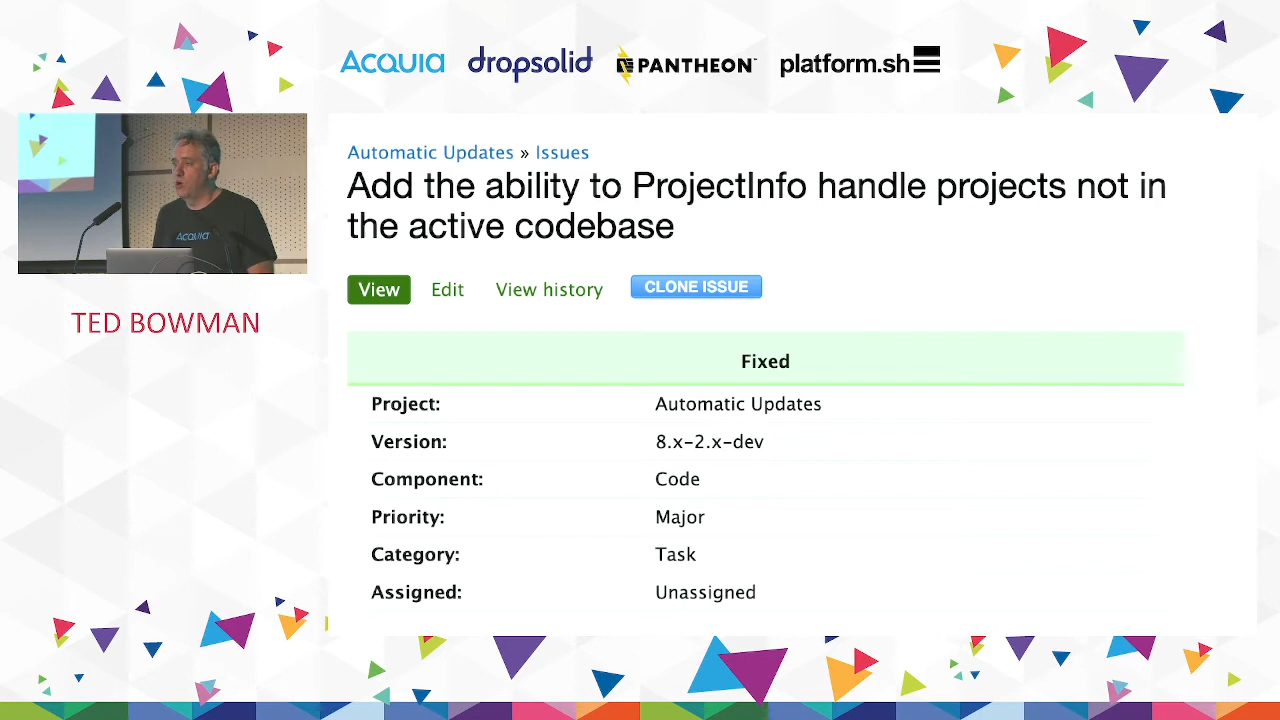 ACQUIA dropsolid PANTHEON platform.sh
Automatic Updates » Issues
Add the ability to ProjectInfo handle projects not in
the active codebase
ACQUIA
View Edit View history CLONE ISSUE
TED BOWMAN
Fixed
Project: Automatic Updates
Version: 8.x-2.x-dev
Component: Code
Priority: Major
Category: Task
Assigned: Unassigned